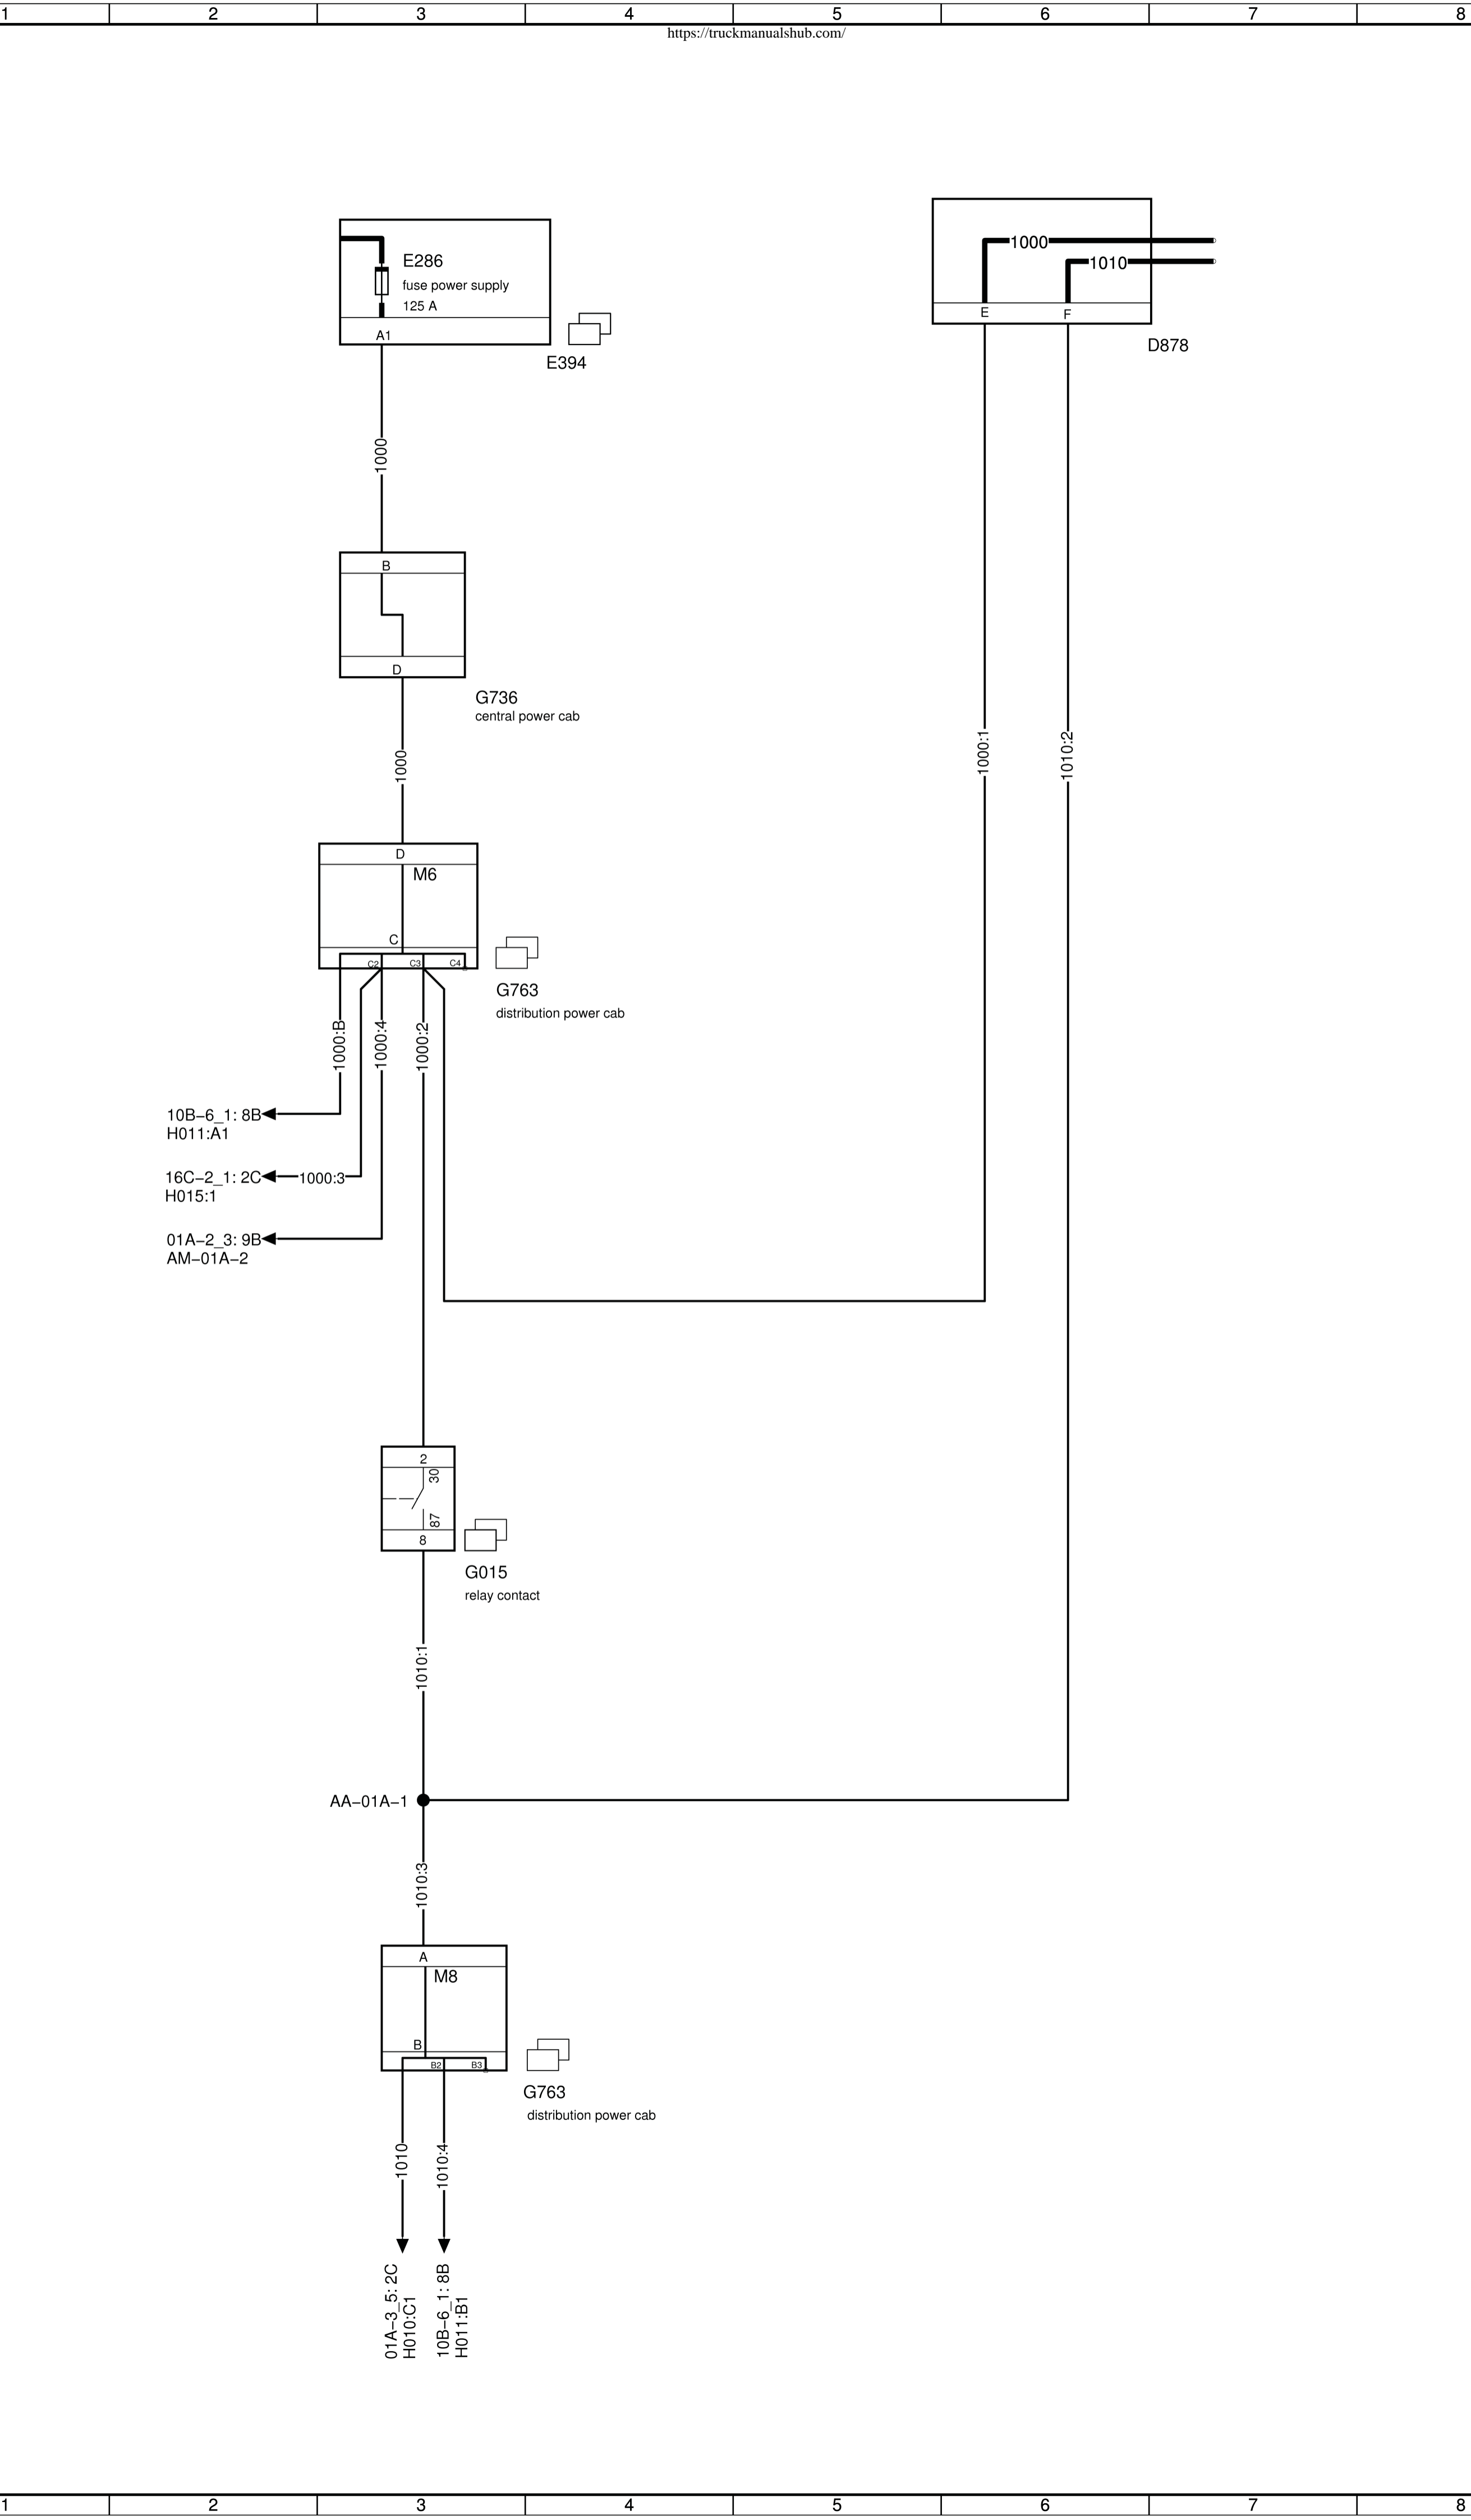 1 2 3 4 5 6 7 8
https://truckmanualshub.com/
E286
fuse power supply
125 A
A1
E394
1000
1010
E F
D878
1000
B
D
G736
central power cab
1000
1000:1
1010:2
D
M6
C
C2 C3 C4
G763
distribution power cab
1000:B
1000:4
1000:2
10B–6_1: 8B
H011:A1
16C–2_1: 2C
1000:3
H015:1
01A–2_3: 9B
AM–01A–2
2
30
87
8
G015
relay contact
1010:1
AA–01A–1
1010:3
A
M8
B
B2 B3
G763
distribution power cab
1010
1010:4
01A–3_5: 2C
H010:C1
10B–6_1: 8B
H011:B1
1 2 3 4 5 6 7 8